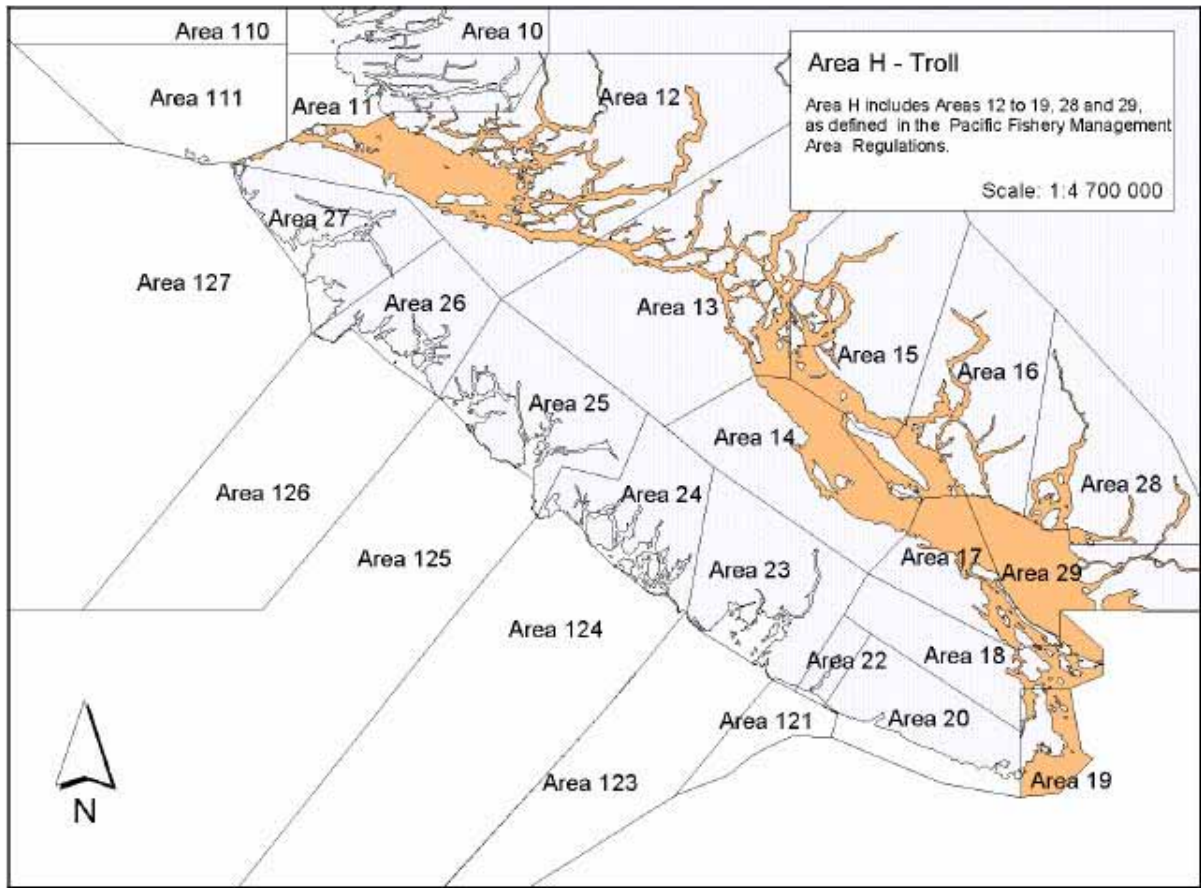 Area 110
Area 10
Area 111
Area 11
Area 12
Area H - Troll
Area H includes Areas 12 to 19, 28 and 29,
as defined in the Pacific Fishery Management
Area Regulations.
Scale: 1:4 700 000
Area 27
Area 127
Area 26
Area 13
Area 15
Area 16
Area 25
Area 14
Area 126
Area 24
Area 28
Area 125
Area 23
Area 17
Area 29
Area 124
Area 22
Area 18
Area 121
Area 20
Area 123
Area 19
N